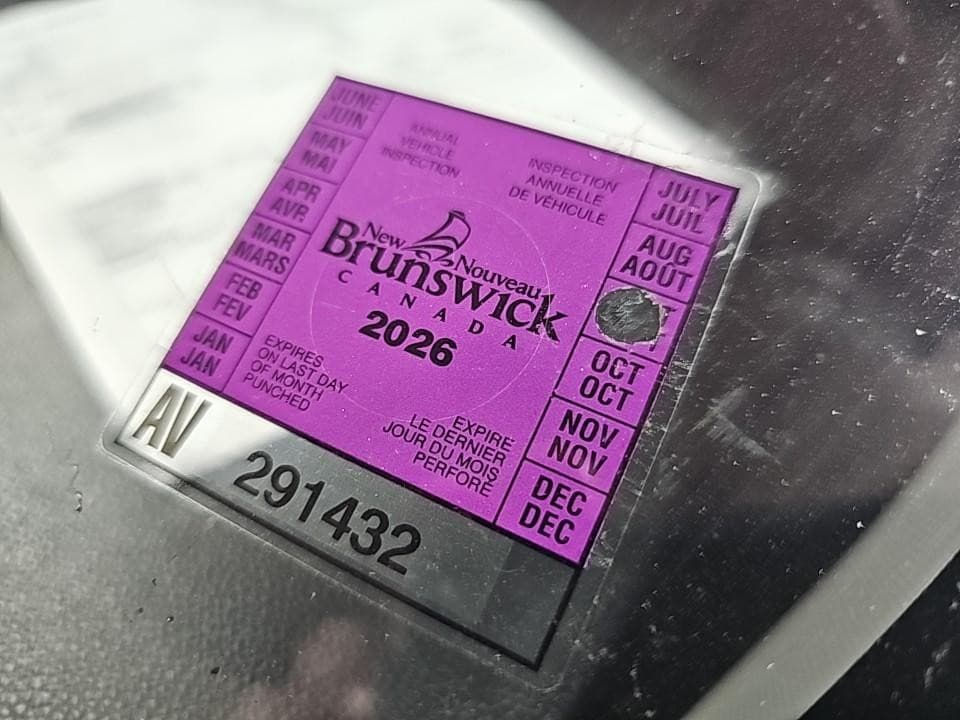 JUNE
JUIN
MAY
MAI
APR
AVR
MAR
MARS
FEB
FEV
JAN
JAN
ANNUAL
VEHICLE
INSPECTION
INSPECTION
ANNUELLE
DE VÉHICULE
New Nouveau
Brunswick
CANADA
2026
EXPIRES
ON LAST DAY
OF MONTH
PUNCHED
EXPIRE
LE DERNIER
JOUR DU MOIS
PERFORÉ
JULY
JUIL
AUG
AOÛT
OCT
OCT
NOV
NOV
DEC
DEC
AV
291432